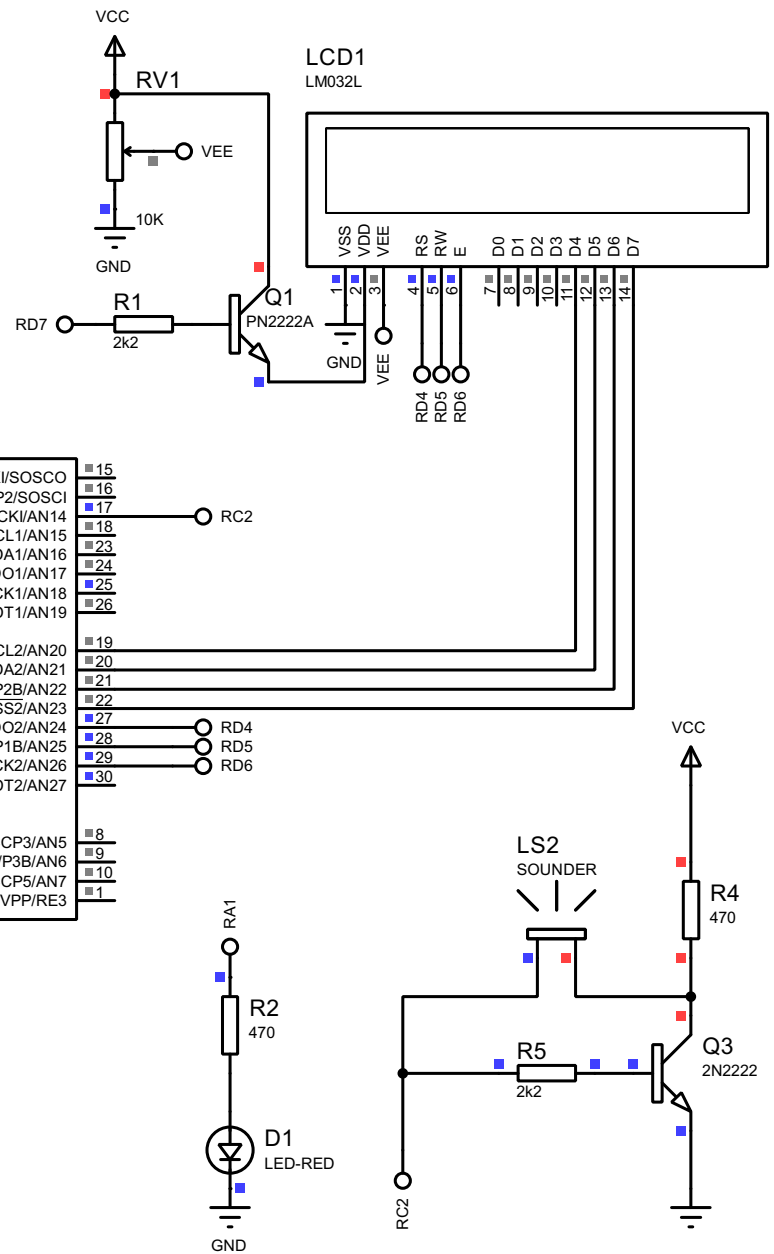 VCC
RV1
VEE
10K
GND
LCD1
LM032L
VSS
VDD
VEE
RS
RW
E
D0
D1
D2
D3
D4
D5
D6
D7
1
2
3
4
5
6
7
8
9
10
11
12
13
14
RD7
R1
2k2
Q1
PN2222A
GND
VEE
RD4
RD5
RD6
I/SOSCO 15
P2/SOSCI 16
CKI/AN14 17 RC2
CL1/AN15 18
DA1/AN16 23
DO1/AN17 24
CK1/AN18 25
DT1/AN19 26
CL2/AN20 19
DA2/AN21 20
P2B/AN22 21
SS2/AN23 22
DO2/AN24 27 RD4
P1B/AN25 28 RD5
CK2/AN26 29 RD6
DT2/AN27 30
CCP3/AN5 8
/P3B/AN6 9
CCP5/AN7 10
VPP/RE3 1
RA1
R2
470
D1
LED-RED
GND
LS2
SOUNDER
VCC
R4
470
R5
2k2
Q3
2N2222
RC2